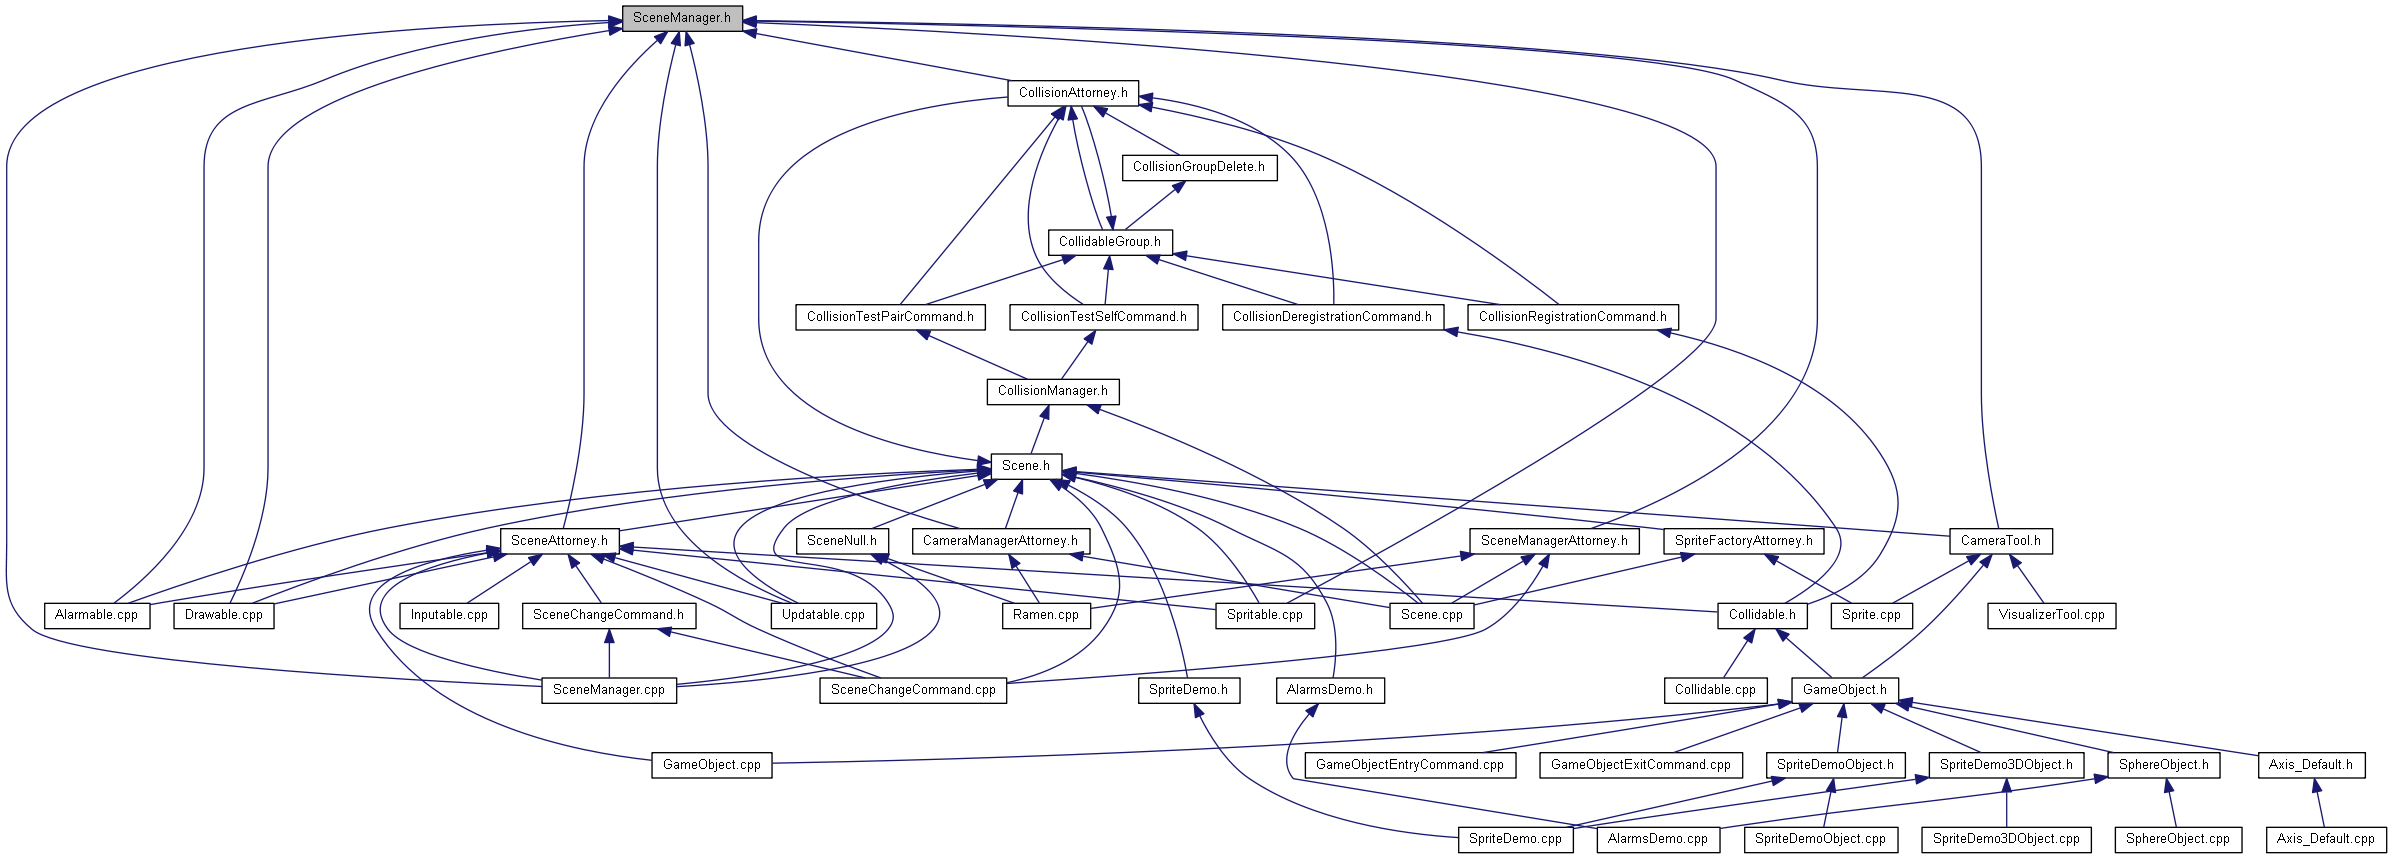 SceneManager.h
CollisionAttorney.h
CollisionGroupDelete.h
CollidableGroup.h
CollisionTestPairCommand.h
CollisionTestSelfCommand.h
CollisionDeregistrationCommand.h
CollisionRegistrationCommand.h
CollisionManager.h
Scene.h
SceneAttorney.h
SceneNull.h
CameraManagerAttorney.h
SceneManagerAttorney.h
SpriteFactoryAttorney.h
CameraTool.h
Alarmable.cpp
Drawable.cpp
Inputable.cpp
SceneChangeCommand.h
Updatable.cpp
Ramen.cpp
Spritable.cpp
Scene.cpp
Collidable.h
Sprite.cpp
VisualizerTool.cpp
SceneManager.cpp
SceneChangeCommand.cpp
SpriteDemo.h
AlarmsDemo.h
Collidable.cpp
GameObject.h
GameObject.cpp
GameObjectEntryCommand.cpp
GameObjectExitCommand.cpp
SpriteDemoObject.h
SpriteDemo3DObject.h
SphereObject.h
Axis_Default.h
SpriteDemo.cpp
AlarmsDemo.cpp
SpriteDemoObject.cpp
SpriteDemo3DObject.cpp
SphereObject.cpp
Axis_Default.cpp